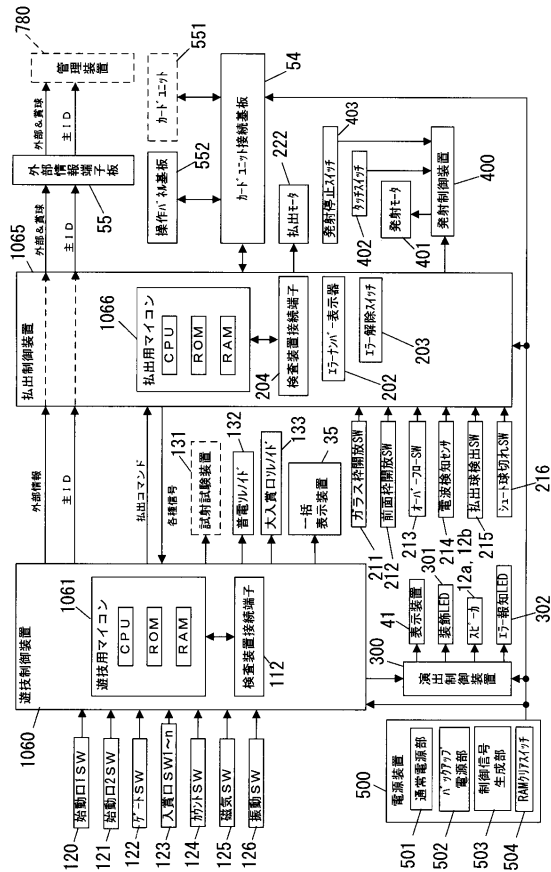 1060
遊技制御装置
1061
遊技用マイコン
CPU
ROM
RAM
検査装置接続端子
112
120
始動口1SW
121
始動口2SW
122
ゲートSW
123
入賞口SW1~n
124
カウントSW
125
磁気SW
126
振動SW
外部情報
主ID
払出コマンド
各種信号
131
試射試験装置
132
普電ソレノイド
133
大入賞口ソレノイド
35
一括
表示装置
1065
払出制御装置
1066
払出用マイコン
CPU
ROM
RAM
204
検査装置接続端子
202
エラーナンバー表示器
203
エラー解除スイッチ
211
ガラス枠開放SW
212
前面枠開放SW
213
オーバーフローSW
214
電波検知センサ
215
払出球検出SW
216
シュート球切れSW
外部&賞球
主ID
55
外部
情報
端子
板
外部&賞球
主ID
780
管理装置
551
カードユニット
552
操作パネル基板
54
カードユニット接続基板
222
払出モータ
403
発射停止スイッチ
402
タッチスイッチ
401
発射モータ
400
発射制御装置
300
演出制御
装置
41
表示装置
301
装飾LED
12a, 12b
スピーカ
302
エラー報知LED
500
電源装置
501
通常電源部
502
バックアップ
電源部
503
制御信号
生成部
504
RAMクリアスイッチ